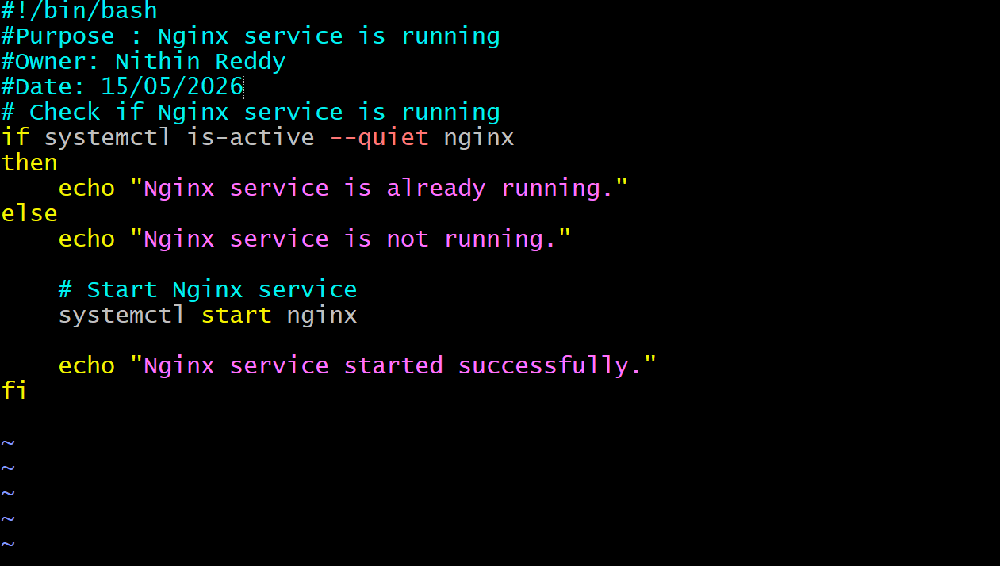 #!/bin/bash
#Purpose : Nginx service is running
#Owner: Nithin Reddy
#Date: 15/05/2026
# Check if Nginx service is running
if systemctl is-active --quiet nginx
then
    echo "Nginx service is already running."
else
    echo "Nginx service is not running."

    # Start Nginx service
    systemctl start nginx

    echo "Nginx service started successfully."
fi

~
~
~
~
~